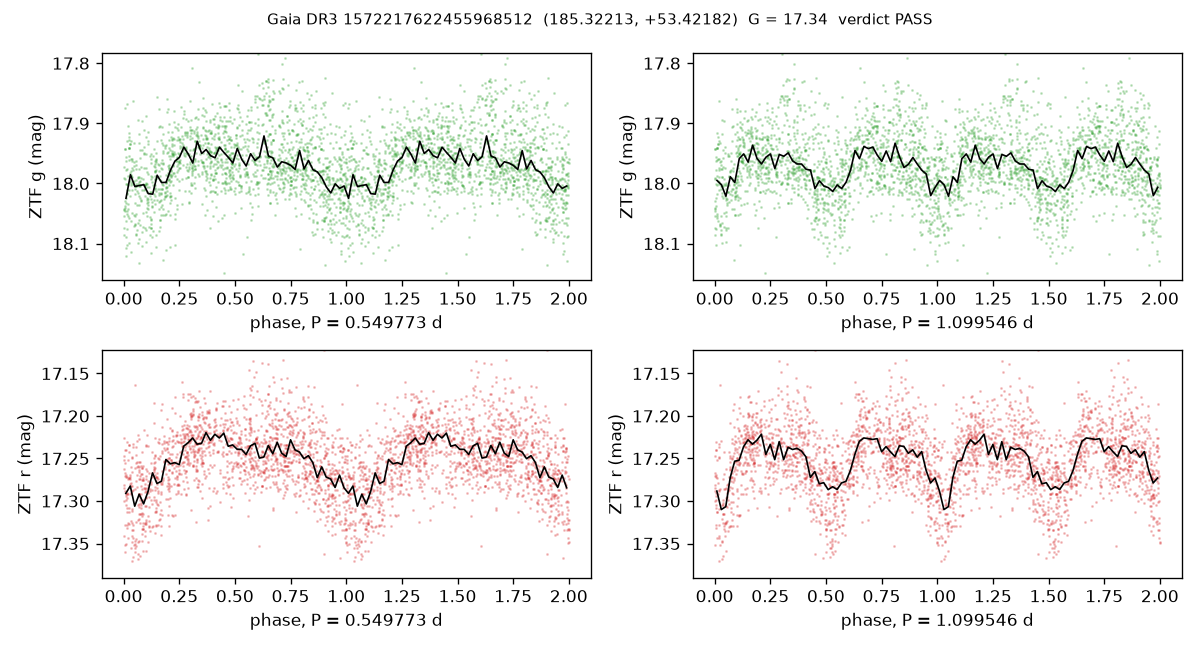 Gaia DR3 1572217622455968512 (185.32213, +53.42182) G = 17.34 verdict PASS
ZTF g (mag)
17.8
17.9
18.0
18.1
0.00 0.25 0.50 0.75 1.00 1.25 1.50 1.75 2.00
phase, P = 0.549773 d
ZTF g (mag)
17.8
17.9
18.0
18.1
0.00 0.25 0.50 0.75 1.00 1.25 1.50 1.75 2.00
phase, P = 1.099546 d
ZTF r (mag)
17.15
17.20
17.25
17.30
17.35
0.00 0.25 0.50 0.75 1.00 1.25 1.50 1.75 2.00
phase, P = 0.549773 d
ZTF r (mag)
17.15
17.20
17.25
17.30
17.35
0.00 0.25 0.50 0.75 1.00 1.25 1.50 1.75 2.00
phase, P = 1.099546 d